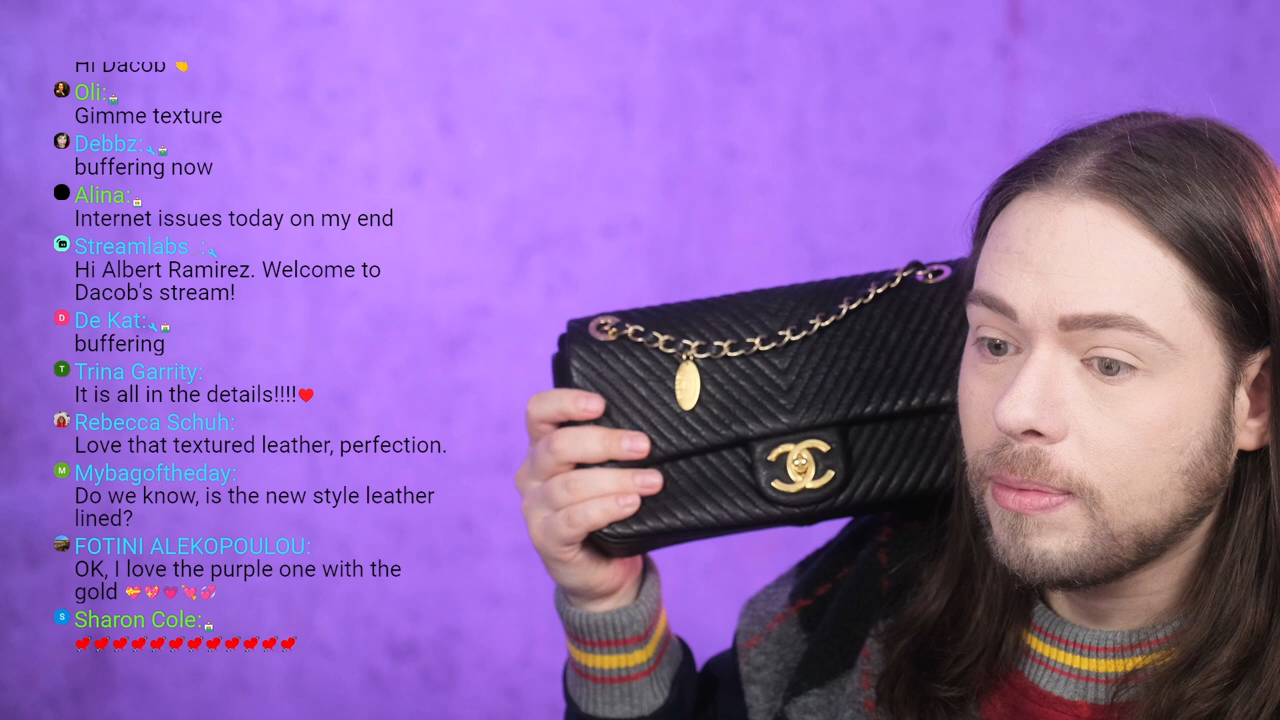 Hi Dacob
Oli:
Gimme texture
Debbz:
buffering now
Alina:
Internet issues today on my end
Streamlabs :
Hi Albert Ramirez. Welcome to
Dacob's stream!
D
De Kat:
buffering
T
Trina Garrity:
It is all in the details!!!!
Rebecca Schuh:
Love that textured leather, perfection.
M
Mybagoftheday:
Do we know, is the new style leather
lined?
FOTINI ALEKOPOULOU:
OK, I love the purple one with the
gold
S
Sharon Cole: